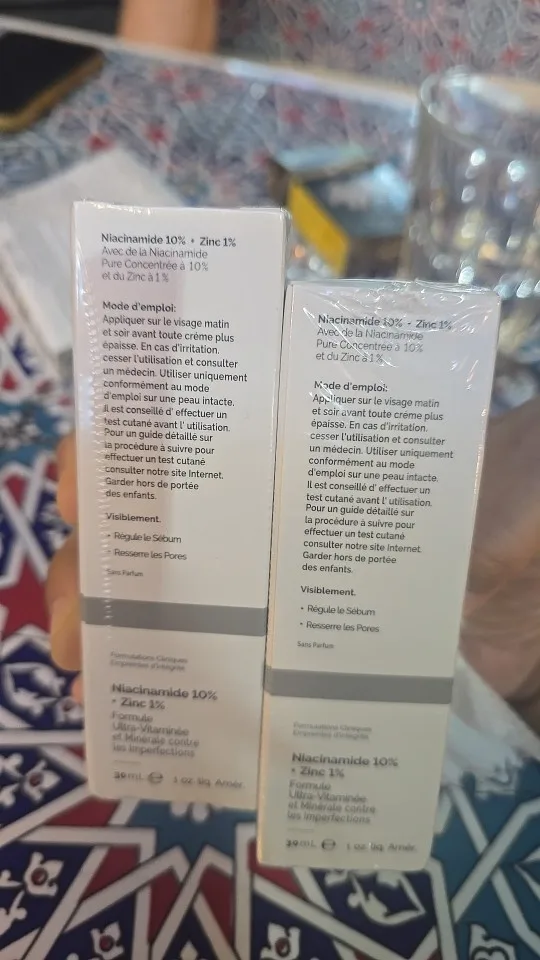 Niacinamide 10% + Zinc 1%
Avec de la Niacinamide
Pure Concentrée à 10%
et du Zinc à 1%
Mode d'emploi:
Appliquer sur le visage matin
et soir avant toute créme plus
épaisse. En cas d'irritation.
cesser l'utilisation et consulter
un médecin. Utiliser uniquement
conformément au mode
d'emploi sur une peau intacte.
Il est conseillé d' effectuer un
test cutané avant l' utilisation.
Pour un guide détaillé sur
la procédure à suivre pour
effectuer un test cutané
consulter notre site Internet.
Garder hors de portée
des enfants.
Visiblement.
• Régule le Sébum
• Resserre les Pores
Sans Parfum
Formulations Cliniques
Empreintes d'Intégrité
Niacinamide 10%
+ Zinc 1%
Formule
Ultra-Vitaminée
et Minérale contre
les imperfections
30 mL ℮ 1 oz. liq. Amér.
Niacinamide 10% + Zinc 1%
Avec de la Niacinamide
Pure Concentrée à 10%
et du Zinc à 1%
Mode d'emploi:
Appliquer sur le visage matin
et soir avant toute créme plus
épaisse. En cas d'irritation.
cesser l'utilisation et consulter
un médecin. Utiliser uniquement
conformément au mode
d'emploi sur une peau intacte.
Il est conseillé d' effectuer un
test cutané avant l' utilisation.
Pour un guide détaillé sur
la procédure à suivre pour
effectuer un test cutané
consulter notre site Internet.
Garder hors de portée
des enfants.
Visiblement.
• Régule le Sébum
• Resserre les Pores
Sans Parfum
Formulations Cliniques
Empreintes d'Intégrité
Niacinamide 10%
+ Zinc 1%
Formule
Ultra-Vitaminée
et Minérale contre
les imperfections
30 mL ℮ 1 oz. liq. Amér.